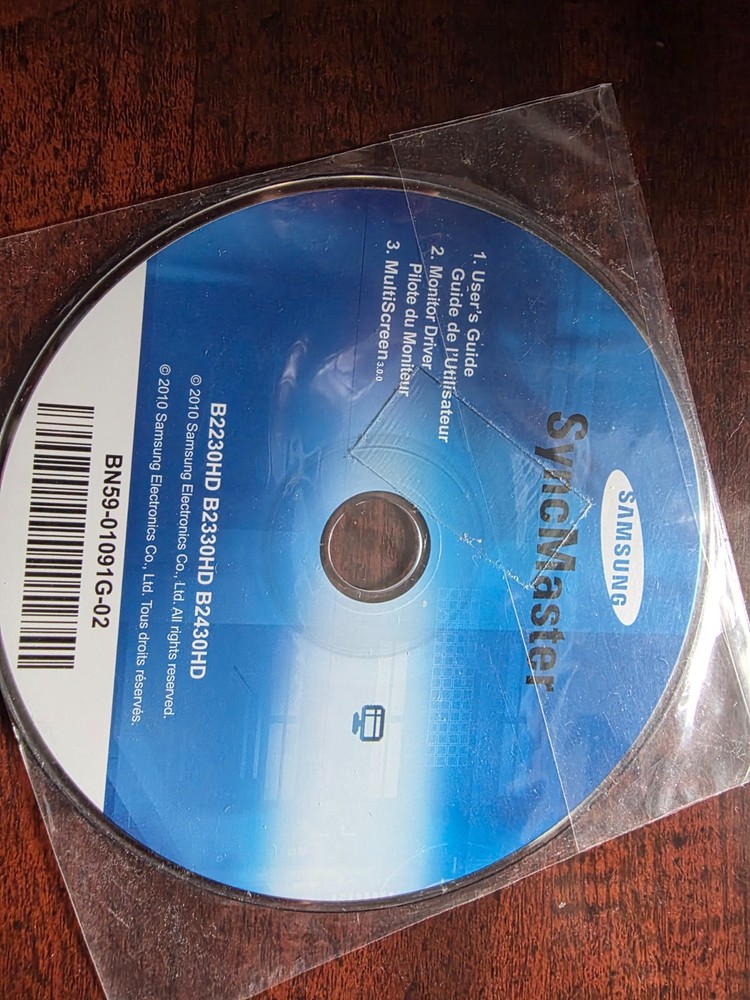 SAMSUNG
SyncMaster
1. User's Guide
Guide de l'Utilisateur
2. Monitor Driver
Pilote du Moniteur
3. MultiScreen 3.0.0
B2230HD B2330HD B2430HD
© 2010 Samsung Electronics Co., Ltd. All rights reserved.
© 2010 Samsung Electronics Co., Ltd. Tous droits réservés.
BN59-01091G-02